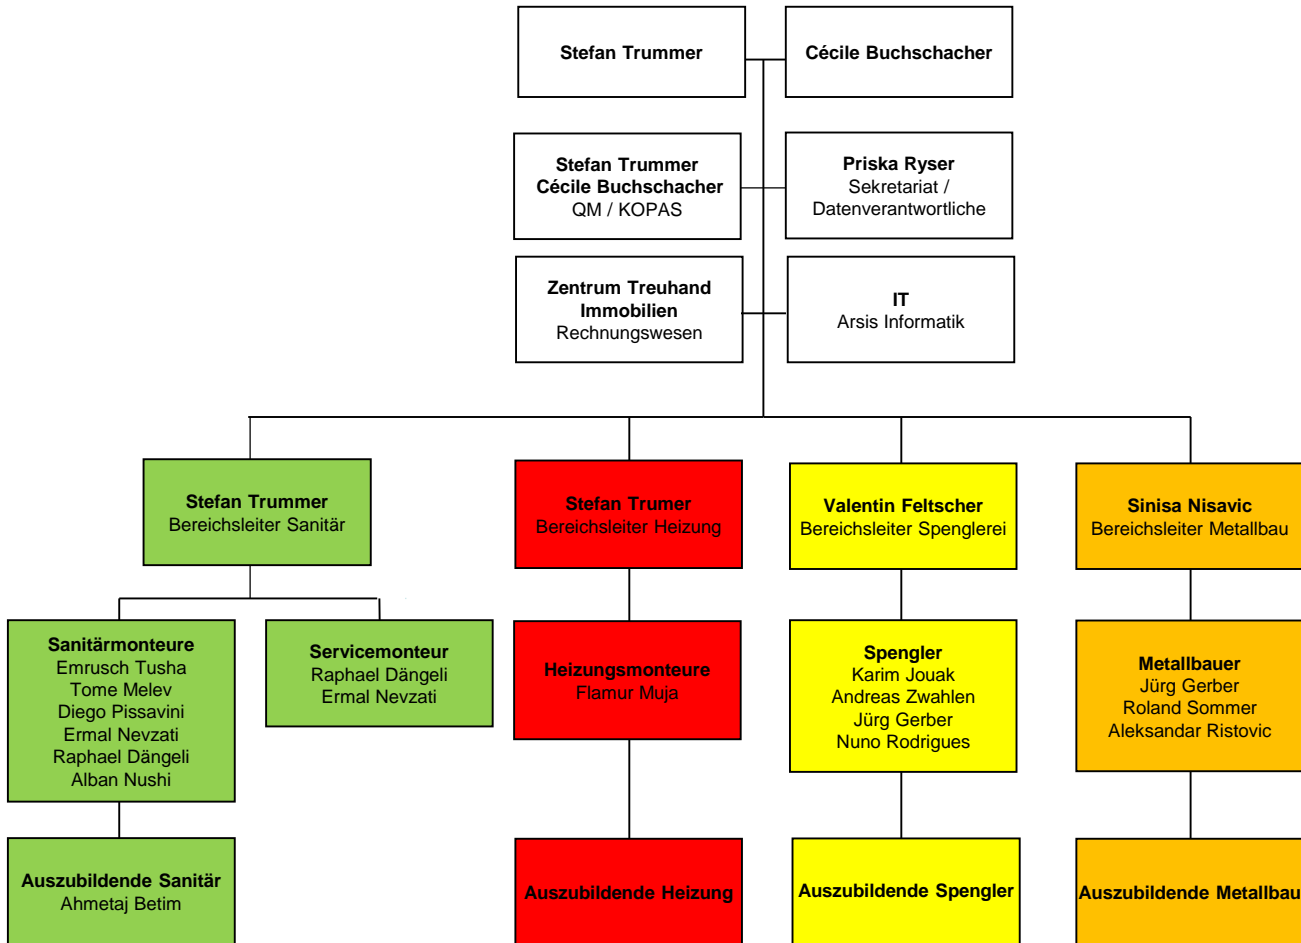 Stefan Trummer
Cécile Buchschacher
Stefan Trummer
Cécile Buchschacher
QM / KOPAS
Priska Ryser
Sekretariat /
Datenverantwortliche
Zentrum Treuhand
Immobilien
Rechnungswesen
IT
Arsis Informatik
Stefan Trummer
Bereichsleiter Sanitär
Stefan Trumer
Bereichsleiter Heizung
Valentin Feltscher
Bereichsleiter Spenglerei
Sinisa Nisavic
Bereichsleiter Metallbau
Sanitärmonteure
Emrusch Tusha
Tome Melev
Diego Pissavini
Ermal Nevzati
Raphael Dängeli
Alban Nushi
Servicemonteur
Raphael Dängeli
Ermal Nevzati
Heizungsmonteure
Flamur Muja
Spengler
Karim Jouak
Andreas Zwahlen
Jürg Gerber
Nuno Rodrigues
Metallbauer
Jürg Gerber
Roland Sommer
Aleksandar Ristovic
Auszubildende Sanitär
Ahmetaj Betim
Auszubildende Heizung
Auszubildende Spengler
Auszubildende Metallbau